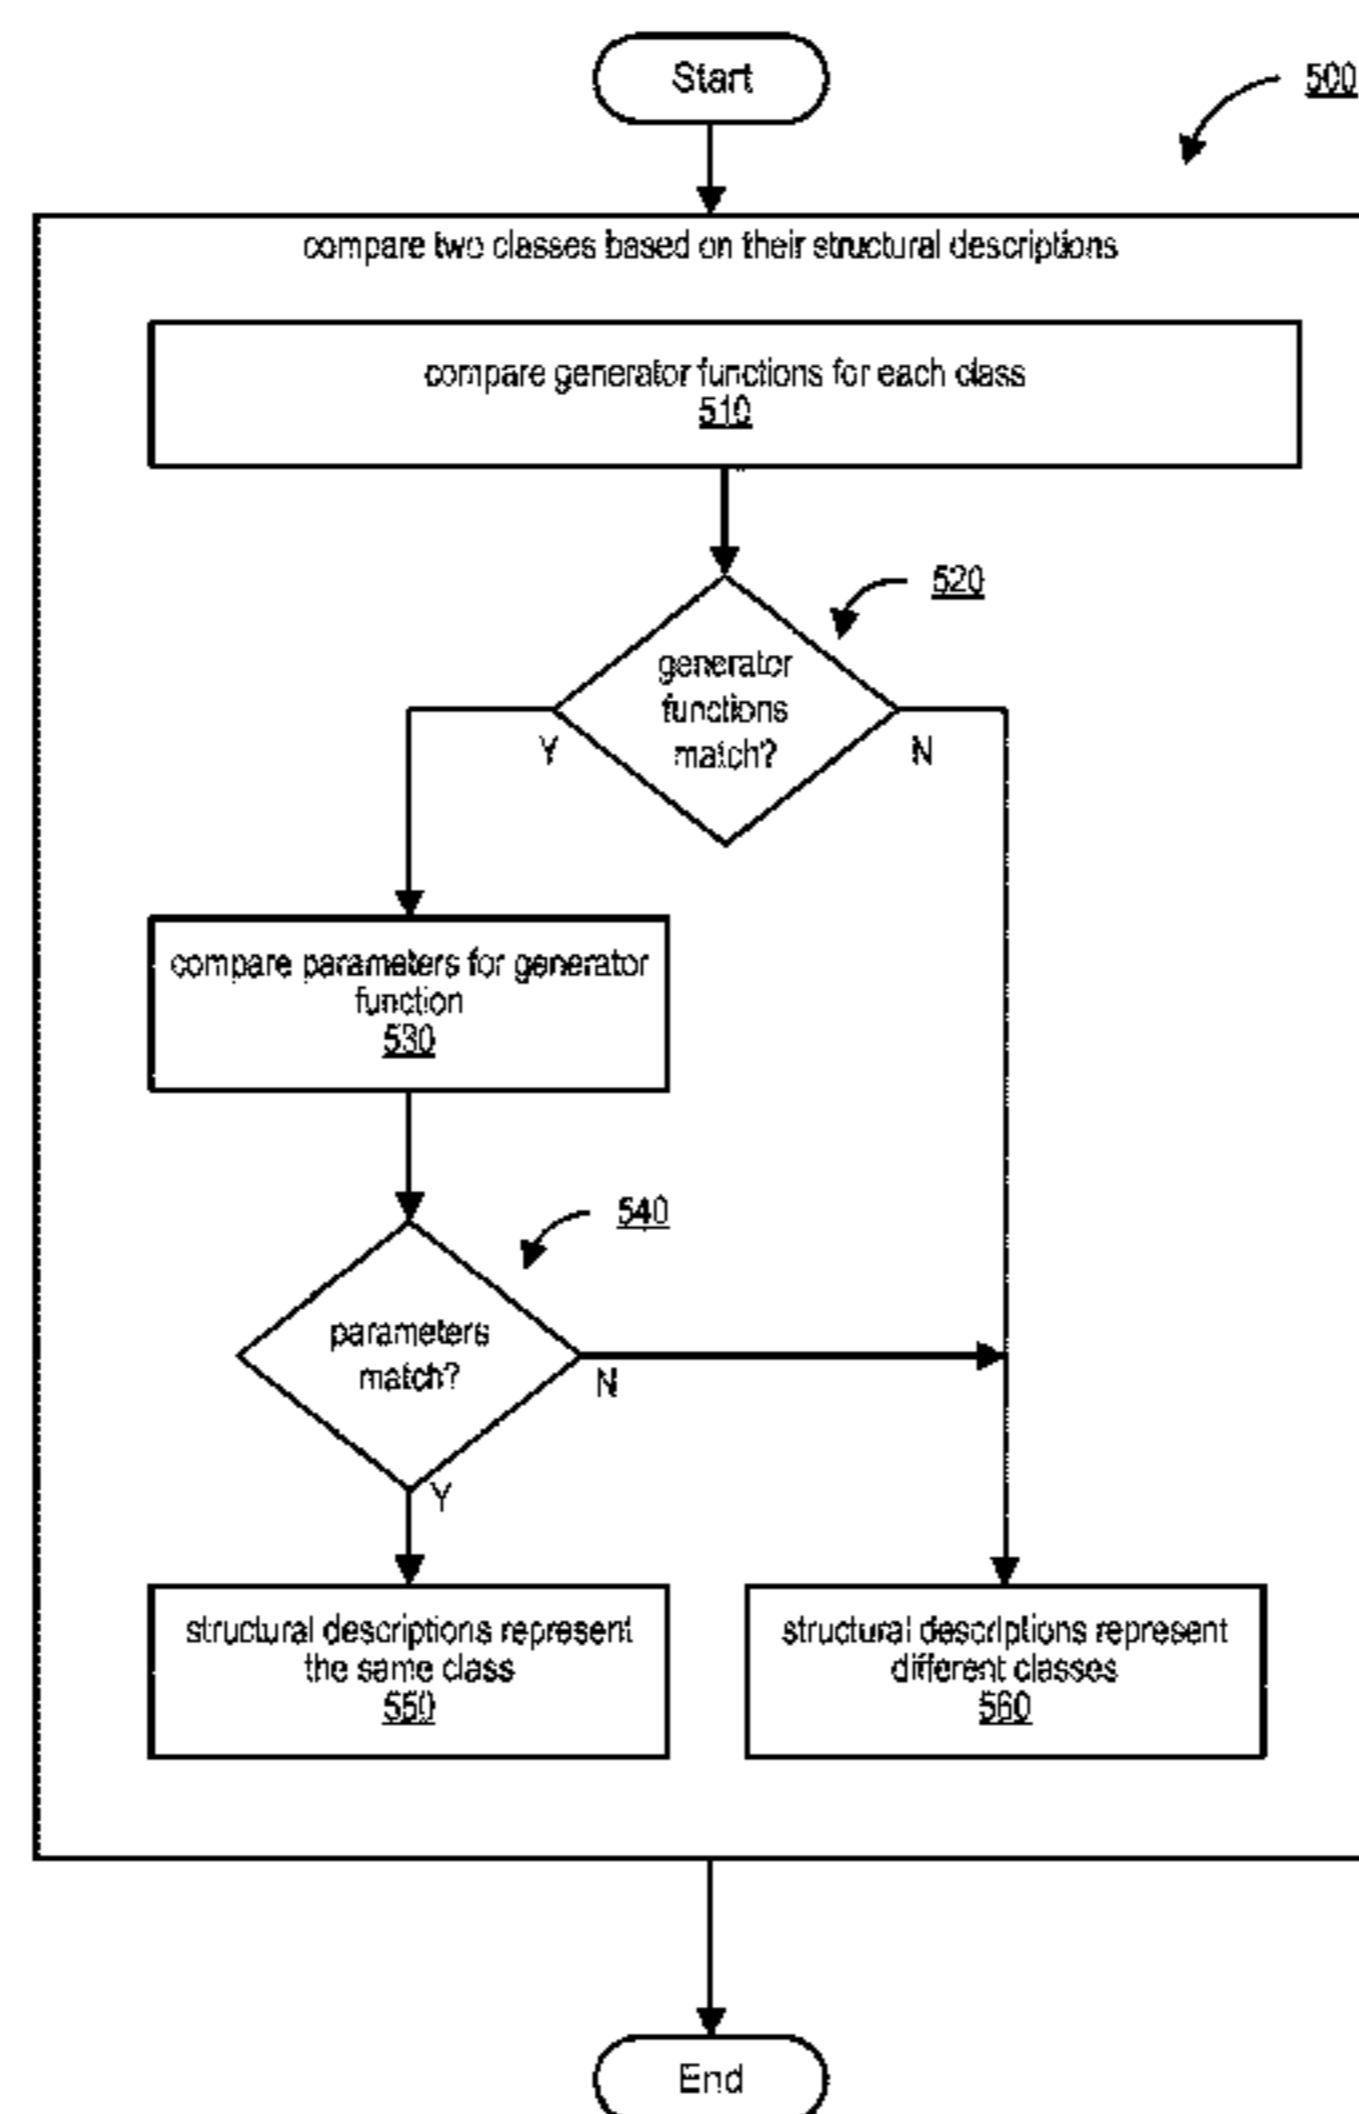 Start
500
compare two classes based on their structural descriptions
compare generator functions for each class
510
520
generator
functions
match?
Y
N
compare parameters for generator
function
530
540
parameters
match?
N
Y
structural descriptions represent
the same class
550
structural descriptions represent
different classes
560
End